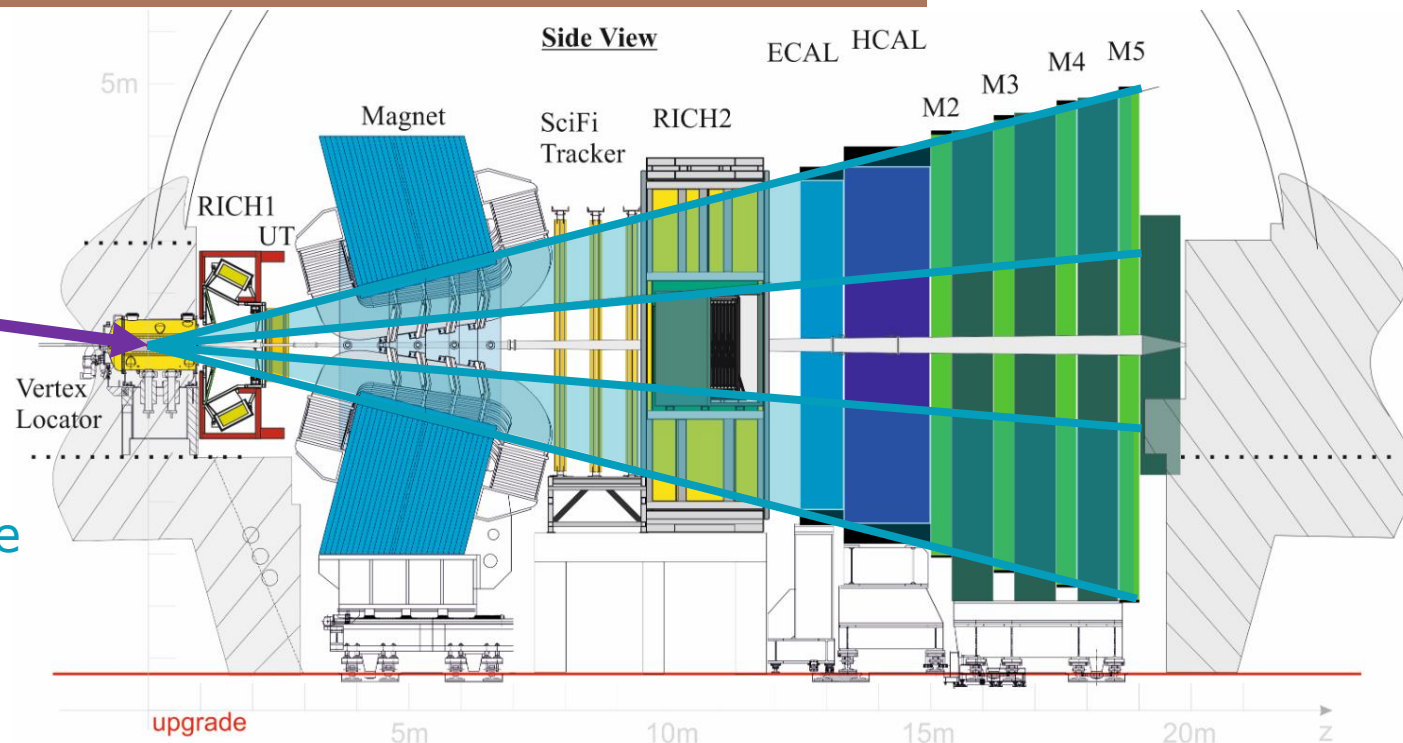 Side View
ECAL
HCAL
M5
M4
M3
M2
5m
Magnet
SciFi
Tracker
RICH2
RICH1
UT
Vertex
Locator
e
upgrade
5m
10m
15m
20m
z